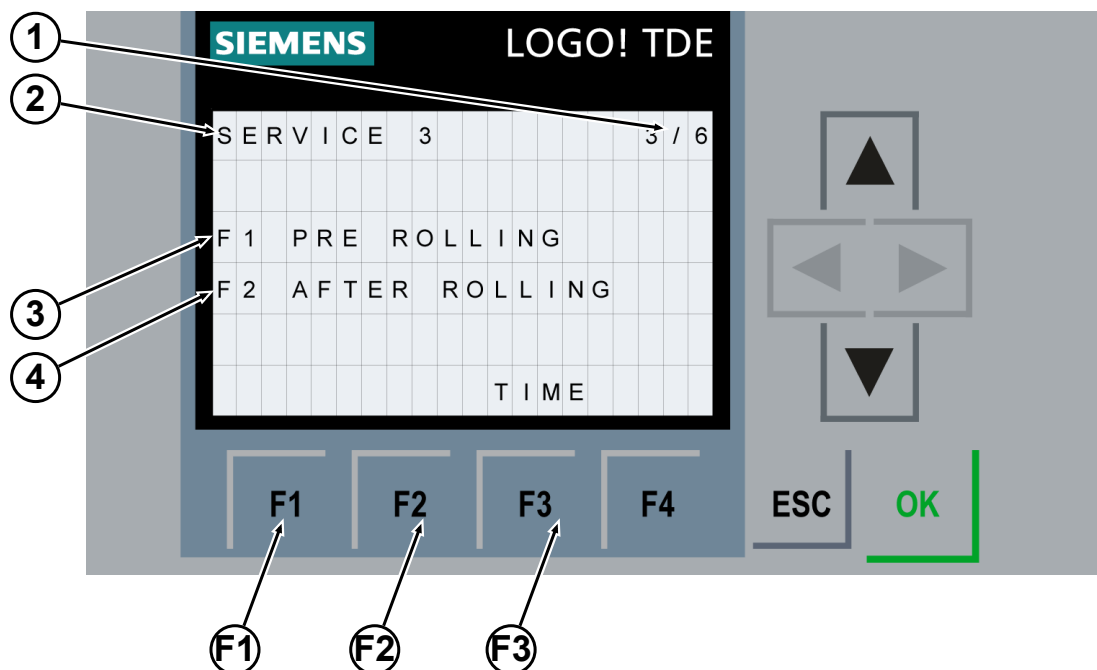 1
SIEMENS LOGO! TDE
2
SERVICE 3 3/6
F1 PRE ROLLING
F2 AFTER ROLLING
3
4
TIME
F1 F2 F3 F4 ESC OK
F1 F2 F3